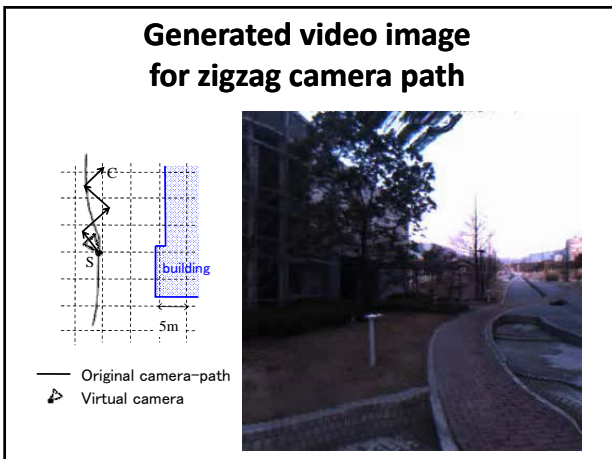 Generated video image
for zigzag camera path
C
S
building
5m
Original camera-path
Virtual camera